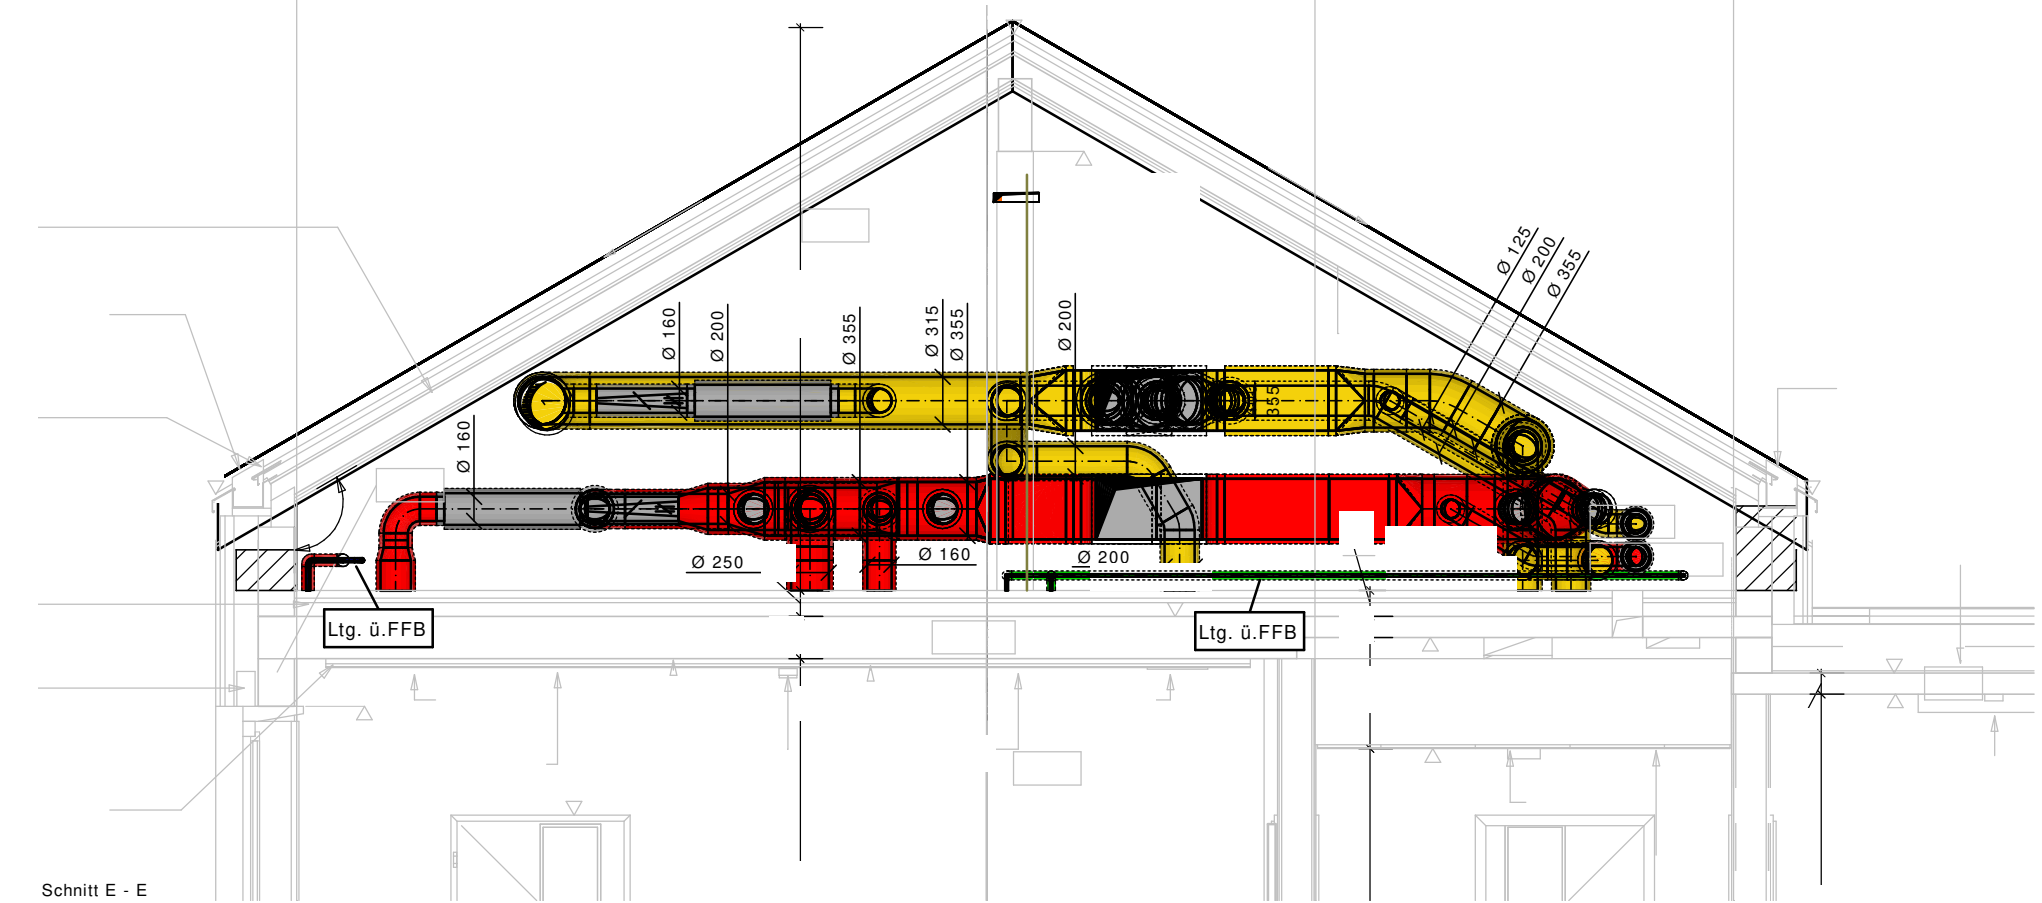 Ø 125
Ø 200
Ø 355
Ø 160
Ø 200
Ø 355
Ø 315
Ø 355
Ø 200
355
Ø 160
Ø 250
Ø 160
Ø 200
Ltg. ü.FFB
Ltg. ü.FFB
Schnitt E - E